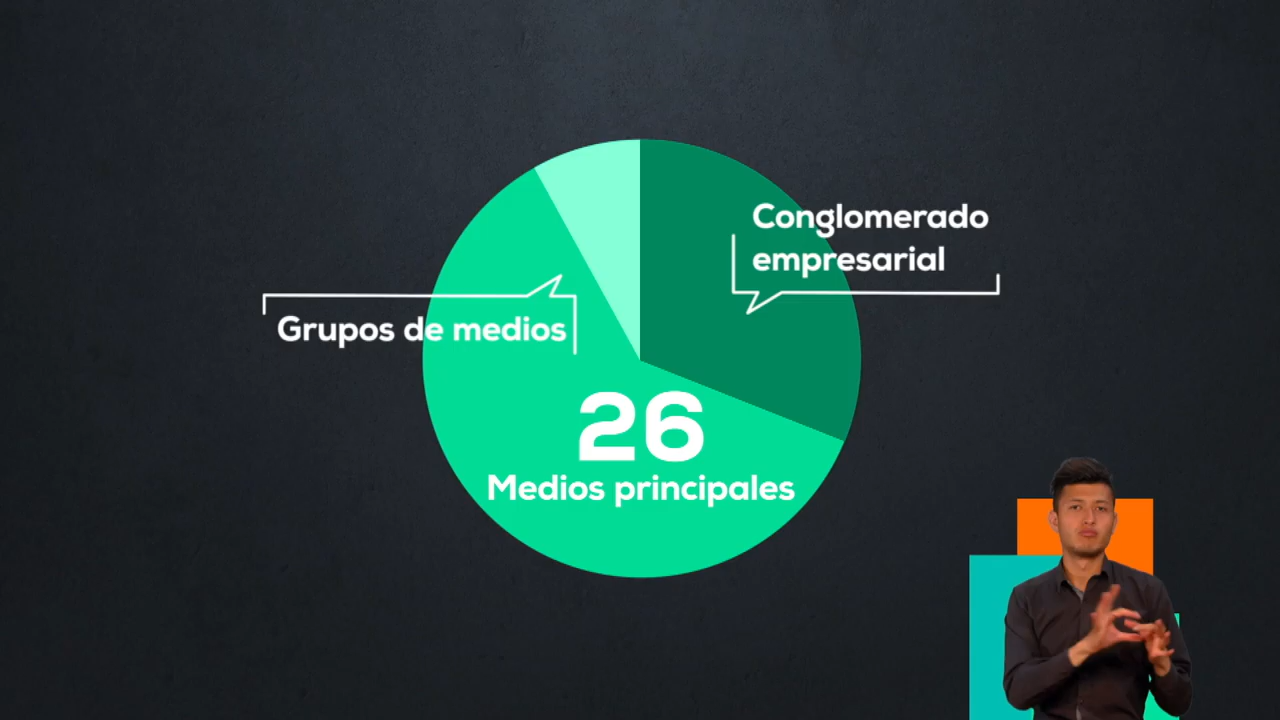 Conglomerado
empresarial
Grupos de medios
26
Medios principales